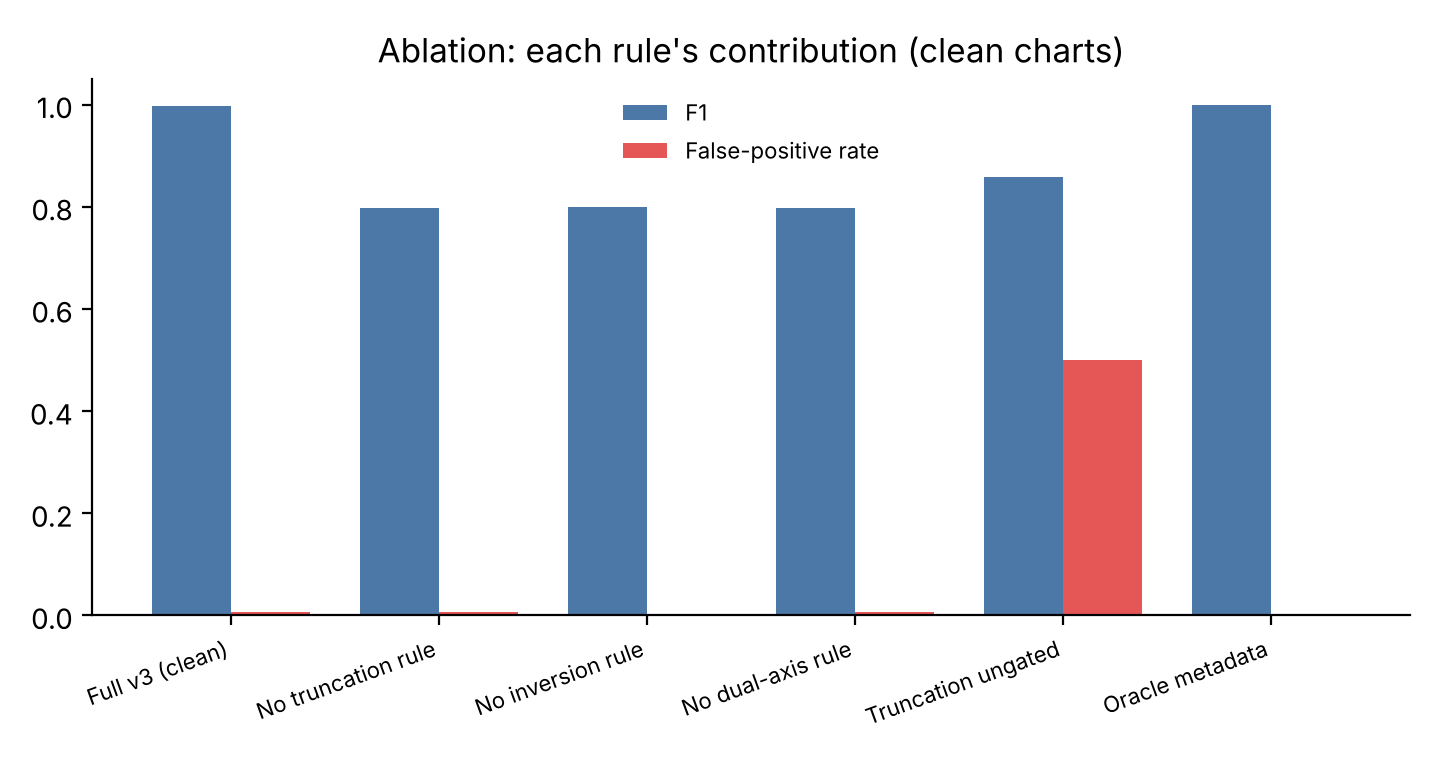 Ablation: each rule's contribution (clean charts)
F1
False-positive rate
1.0
0.8
0.6
0.4
0.2
0.0
Full v3 (clean)
No truncation rule
No inversion rule
No dual-axis rule
Truncation ungated
Oracle metadata